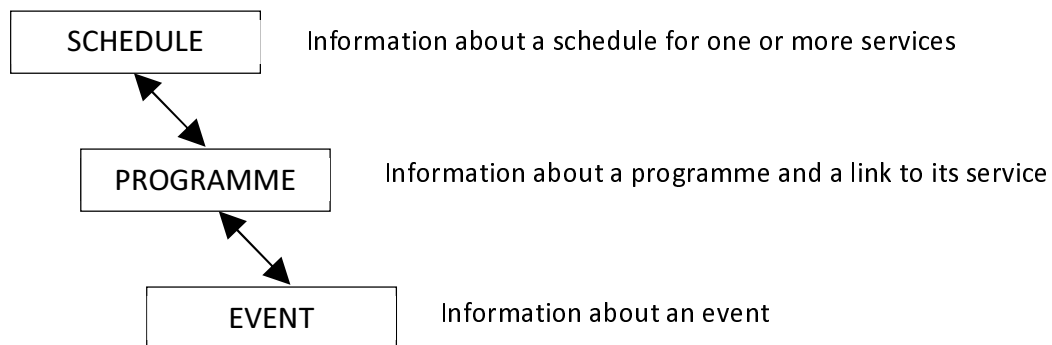 SCHEDULE Information about a schedule for one or more services
PROGRAMME Information about a programme and a link to its service
EVENT Information about an event